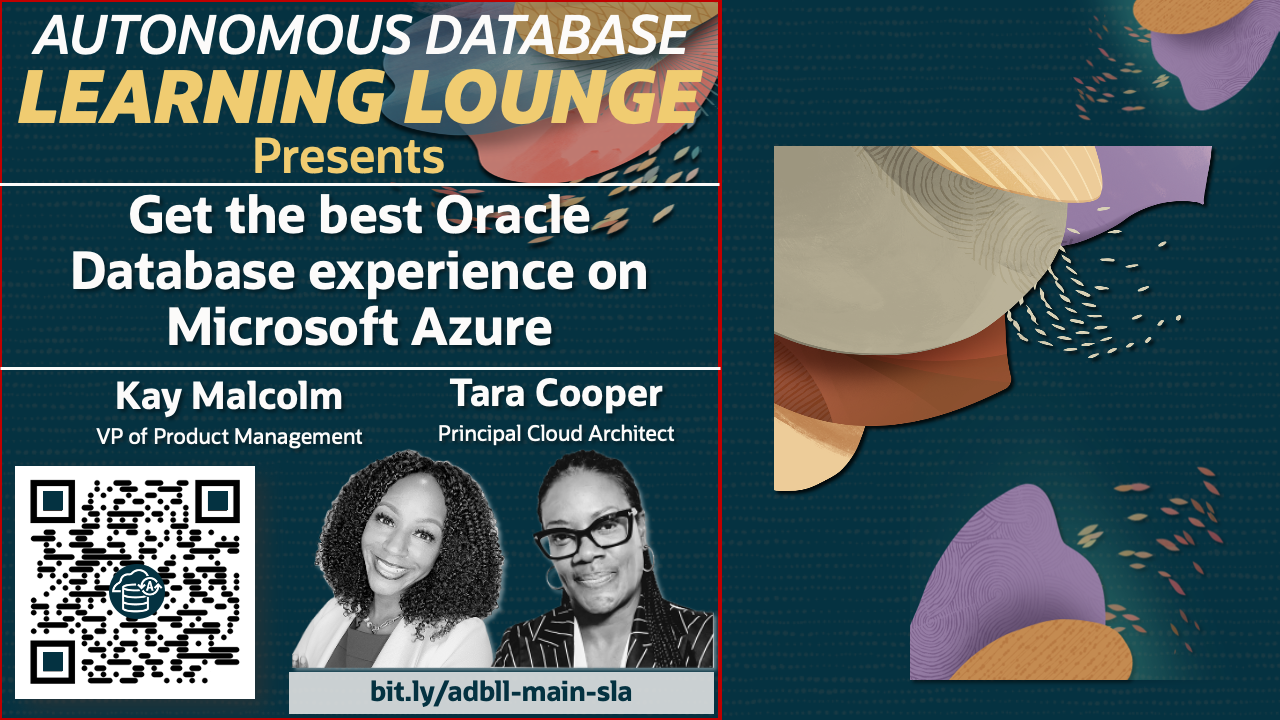 AUTONOMOUS DATABASE
LEARNING LOUNGE
Presents
Get the best Oracle
Database experience on
Microsoft Azure
Kay Malcolm
VP of Product Management
Tara Cooper
Principal Cloud Architect
A
bit.ly/adbll-main-sla